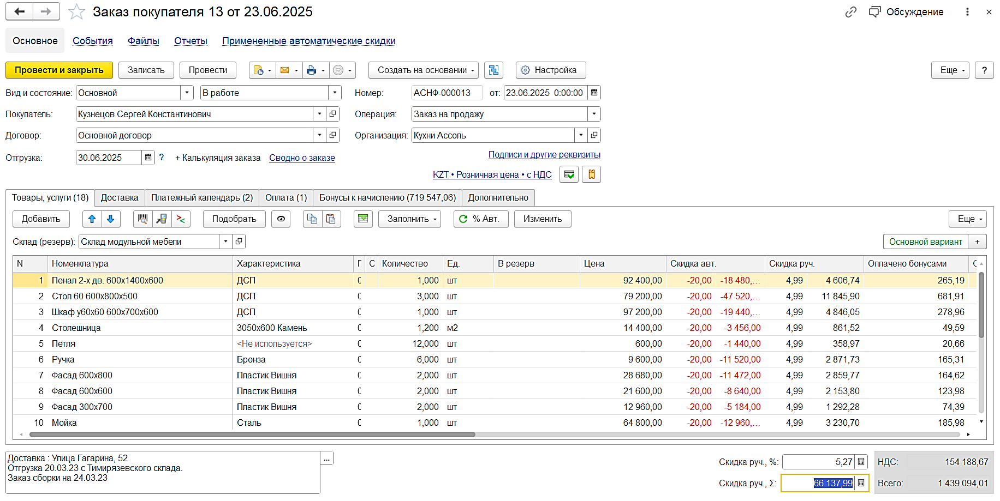 Заказ покупателя 13 от 23.06.2025
Обсуждение
Основное События Файлы Отчеты Примененные автоматические скидки
Провести и закрыть Записать Провести Создать на основании Настройка Еще ?
Вид и состояние: Основной В работе Номер: АСНФ-000013 от: 23.06.2025 0:00:00
Покупатель: Кузнецов Сергей Константинович Операция: Заказ на продажу
Договор: Основной договор Организация: Кухни Ассоль
Отгрузка: 30.06.2025 ? + Калькуляция заказа Сводно о заказе Подписи и другие реквизиты
KZT • Розничная цена • с НДС
Товары, услуги (18) Доставка Платежный календарь (2) Оплата (1) Бонусы к начислению (719 547,06) Дополнительно
Добавить Подобрать Заполнить % Авт. Изменить Еще
Склад (резерв): Склад модульной мебели Основной вариант +
N Номенклатура Характеристика Количество Ед. В резерв Цена Скидка авт. Скидка руч. Оплачено бонусами
1 Пенал 2-х дв. 600х1400х600 ДСП 1,000 шт 92 400,00 -20,00 -18 480,... 4,99 4 606,74 265,19
2 Стол 60 600х800х500 ДСП 3,000 шт 79 200,00 -20,00 -47 520,... 4,99 11 845,90 681,91
3 Шкаф у60х60 600х700х600 ДСП 1,000 шт 97 200,00 -20,00 -19 440,... 4,99 4 846,05 278,96
4 Столешница 3050х600 Камень 1,200 м2 14 400,00 -20,00 -3 456,00 4,99 861,52 49,59
5 Петля <Не используется> 12,000 шт 600,00 -20,00 -1 440,00 4,99 358,97 20,66
6 Ручка Бронза 6,000 шт 9 600,00 -20,00 -11 520,00 4,99 2 871,73 165,31
7 Фасад 600х800 Пластик Вишня 2,000 шт 28 680,00 -20,00 -11 472,00 4,99 2 859,77 164,62
8 Фасад 600х600 Пластик Вишня 2,000 шт 21 600,00 -20,00 -8 640,00 4,99 2 153,80 123,98
9 Фасад 300х700 Пластик Вишня 2,000 шт 12 960,00 -20,00 -5 184,00 4,99 1 292,28 74,39
10 Мойка Сталь 1,000 шт 64 800,00 -20,00 -12 960,... 4,99 3 230,70 185,98
Доставка : Улица Гагарина, 52 ...
Отгрузка 20.03.23 с Тимирязевского склада.
Заказ сборки на 24.03.23
Скидка руч., %: 5,27 НДС: 154 188,67
Скидка руч., Σ: 66 137,99 Всего: 1 439 094,01